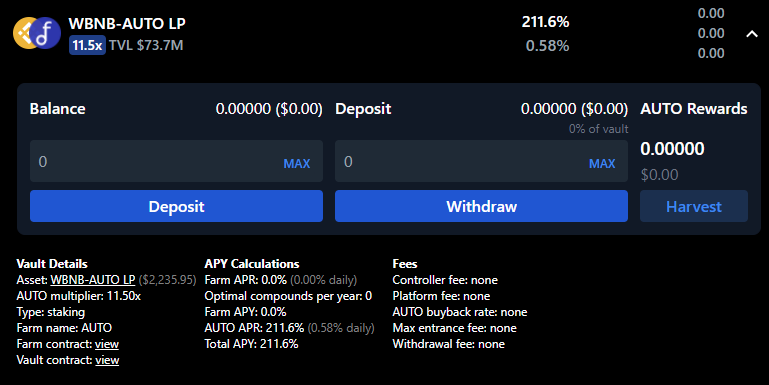 WBNB-AUTO LP 211.6% 0.00
11.5x TVL $73.7M 0.58% 0.00
0.00
Balance 0.00000 ($0.00) Deposit 0.00000 ($0.00) AUTO Rewards
0% of vault
0 MAX 0 MAX 0.00000
$0.00
Deposit Withdraw Harvest
Vault Details
Asset: WBNB-AUTO LP ($2,235.95)
AUTO multiplier: 11.50x
Type: staking
Farm name: AUTO
Farm contract: view
Vault contract: view
APY Calculations
Farm APR: 0.0% (0.00% daily)
Optimal compounds per year: 0
Farm APY: 0.0%
AUTO APR: 211.6% (0.58% daily)
Total APY: 211.6%
Fees
Controller fee: none
Platform fee: none
AUTO buyback rate: none
Max entrance fee: none
Withdrawal fee: none